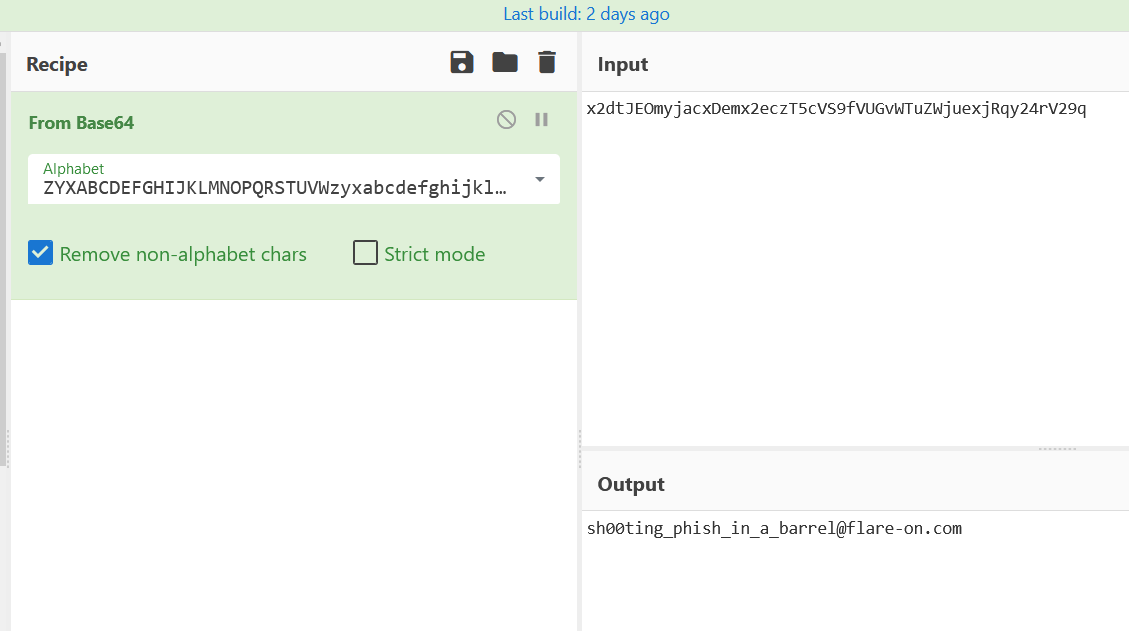 Last build: 2 days ago
Recipe
From Base64
Alphabet
ZYXABCDEFGHIJKLMNOPQRSTUVWzyxabcdefghijkl…
Remove non-alphabet chars
Strict mode
Input
x2dtJEOmyjacxDemx2eczT5cVS9fVUGvWTuZWjuexjRqy24rV29q
Output
sh00ting_phish_in_a_barrel@flare-on.com